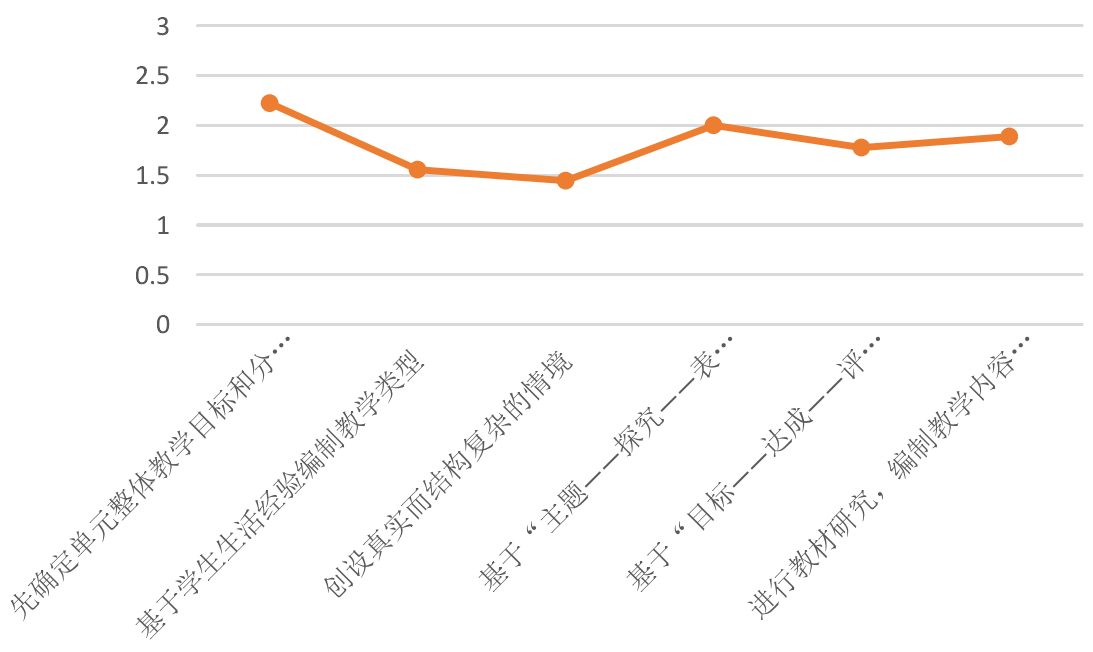 3
2.5
2
1.5
1
0.5
0
先确定单元整体教学目标和分…
基于学生生活经验编制教学类型
创设真实而结构复杂的情境
基于“主题——探究——表…
基于“目标——达成——评…
进行教材研究，编制教学内容…